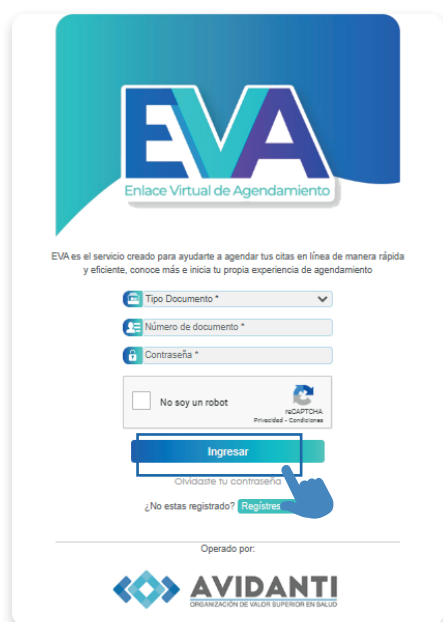 EVA
Enlace Virtual de Agendamiento
EVA es el servicio creado para ayudarte a agendar tus citas en línea de manera rápida
y eficiente, conoce más e inicia tu propia experiencia de agendamiento
Tipo Documento *
Número de documento *
Contraseña *
No soy un robot
reCAPTCHA
Privacidad - Condiciones
Ingresar
Olvidaste tu contraseña
¿No estas registrado?
Operado por:
AVIDANTI
ORGANIZACIÓN DE VALOR SUPERIOR EN SALUD